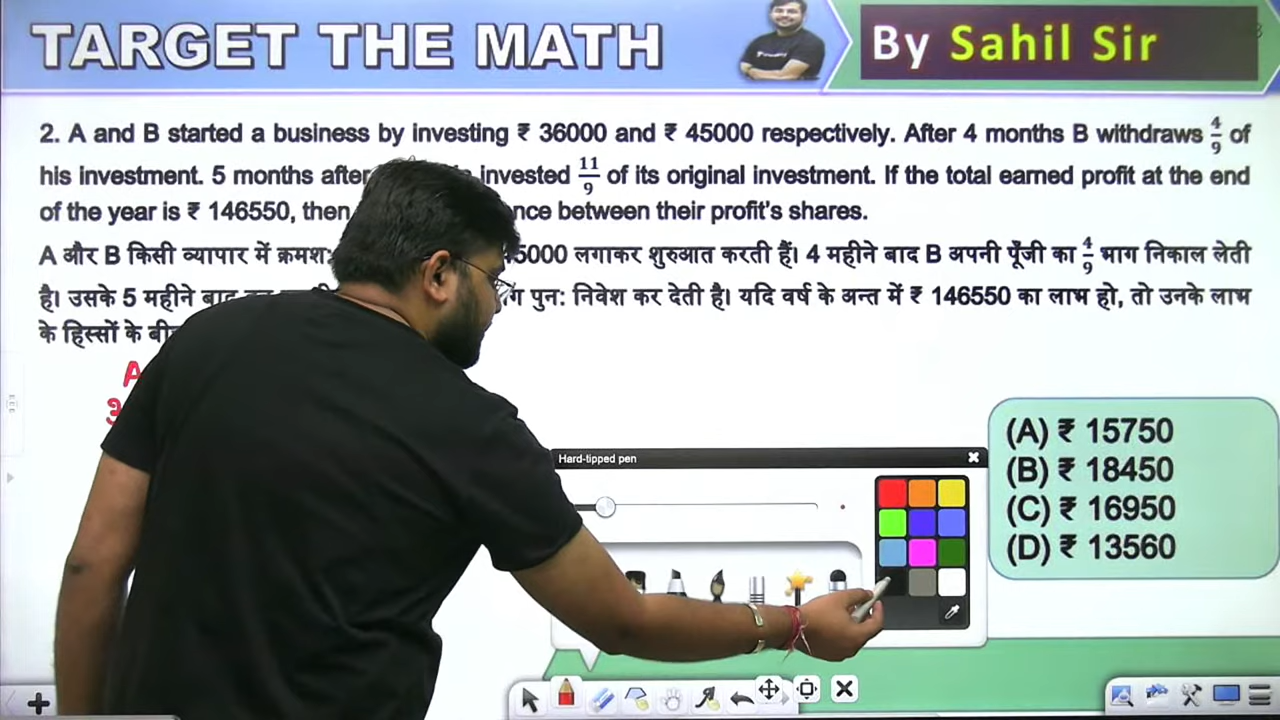 TARGET THE MATH
By Sahil Sir
2. A and B started a business by investing ₹ 36000 and ₹ 45000 respectively. After 4 months B withdraws 4/9 of
his investment. 5 months after invested 11/9 of its original investment. If the total earned profit at the end
of the year is ₹ 146550, then between their profit's shares.
A और B किसी व्यापार में लगाकर शुरुआत करती हैं। 4 महीने बाद B अपनी पूँजी का 4/9 भाग निकाल लेती
है। उसके 5 महीने बाद पुन: निवेश कर देती है। यदि वर्ष के अन्त में ₹ 146550 का लाभ हो, तो उनके लाभ
के हिस्सों के
A
3
Hard-tipped pen
(A) ₹ 15750
(B) ₹ 18450
(C) ₹ 16950
(D) ₹ 13560